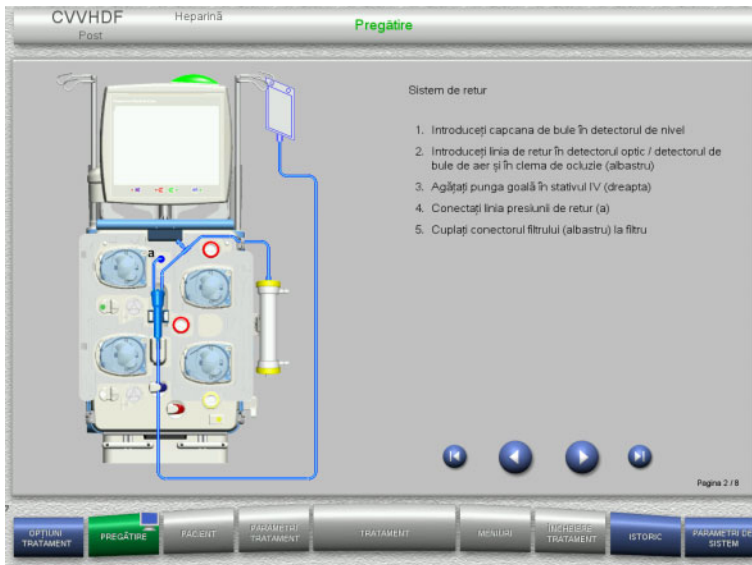 CVVHDF
Heparină
Post
Pregătire
Sistem de retur
1. Introduceți capcana de bule în detectorul de nivel
2. Introduceți linia de retur în detectorul optic / detectorul de
bule de aer și în clema de ocluzie (albastru)
3. Agățați punga goală în stativul IV (dreapta)
4. Conectați linia presiunii de retur (a)
5. Cuplați conectorul filtrului (albastru) la filtru
a
Pagina 2 / 8
OPȚIUNI
TRATAMENT
PREGĂTIRE
PACIENT
PARAMETRI
TRATAMENT
TRATAMENT
MENIURI
ÎNCHEIERE
TRATAMENT
ISTORIC
PARAMETRI DE
SISTEM